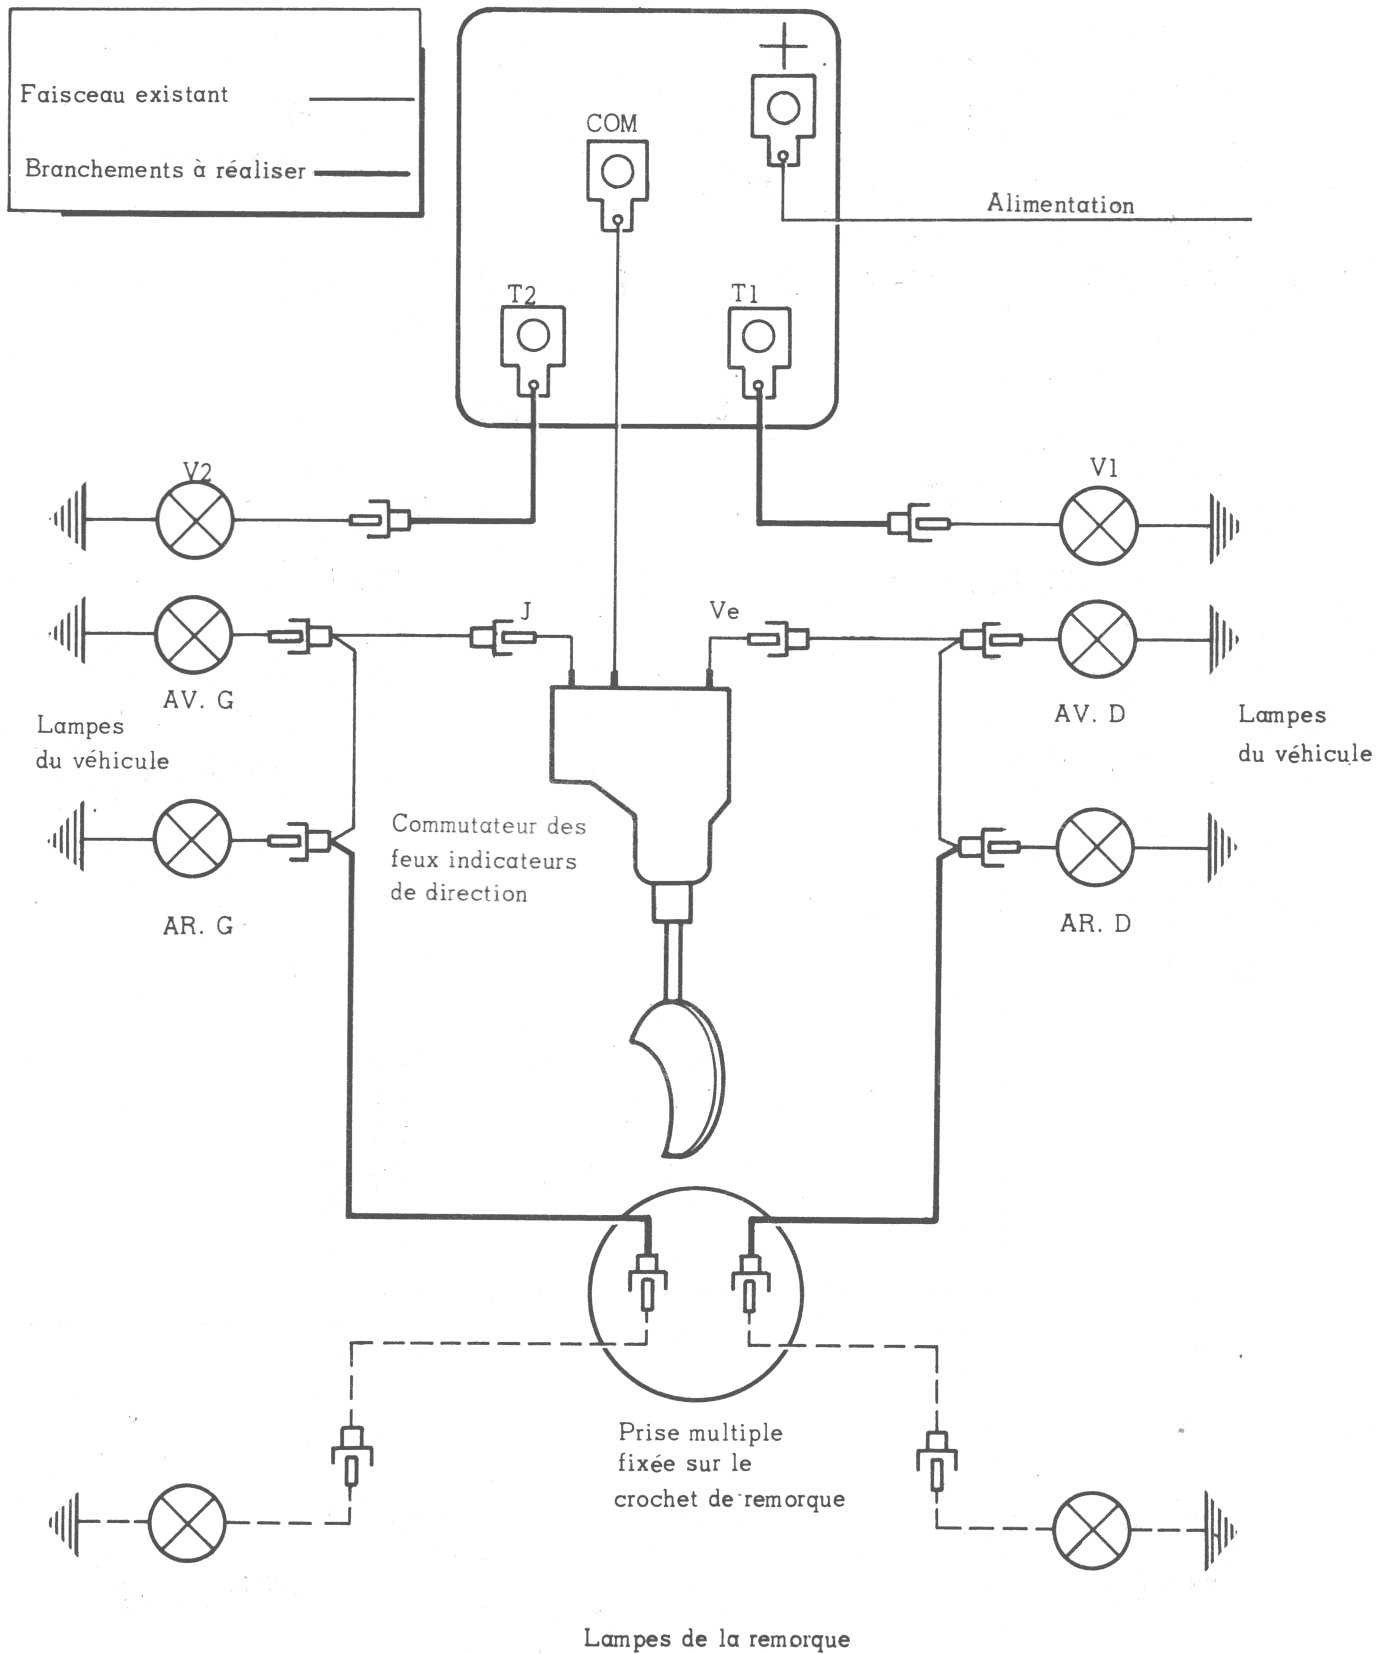 Faisceau existant
Branchements à réaliser
+
COM
Alimentation
T2
T1
V2
V1
J
Ve
AV. G
AV. D
Lampes
du véhicule
Lampes
du véhicule
Commutateur des
feux indicateurs
de direction
AR. G
AR. D
Prise multiple
fixée sur le
crochet de remorque
Lampes de la remorque